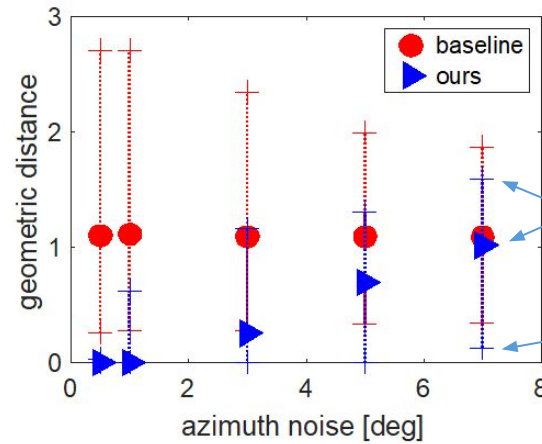 3
2
1
0
0
2
4
6
8
geometric distance
azimuth noise [deg]
baseline
ours